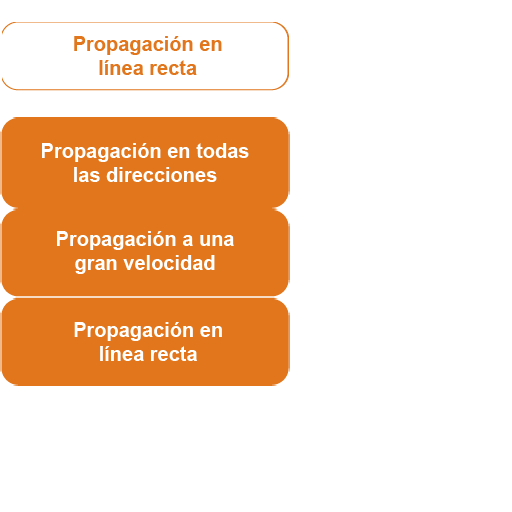 Propagación en
línea recta
Propagación en todas
las direcciones
Propagación a una
gran velocidad
Propagación en
línea recta